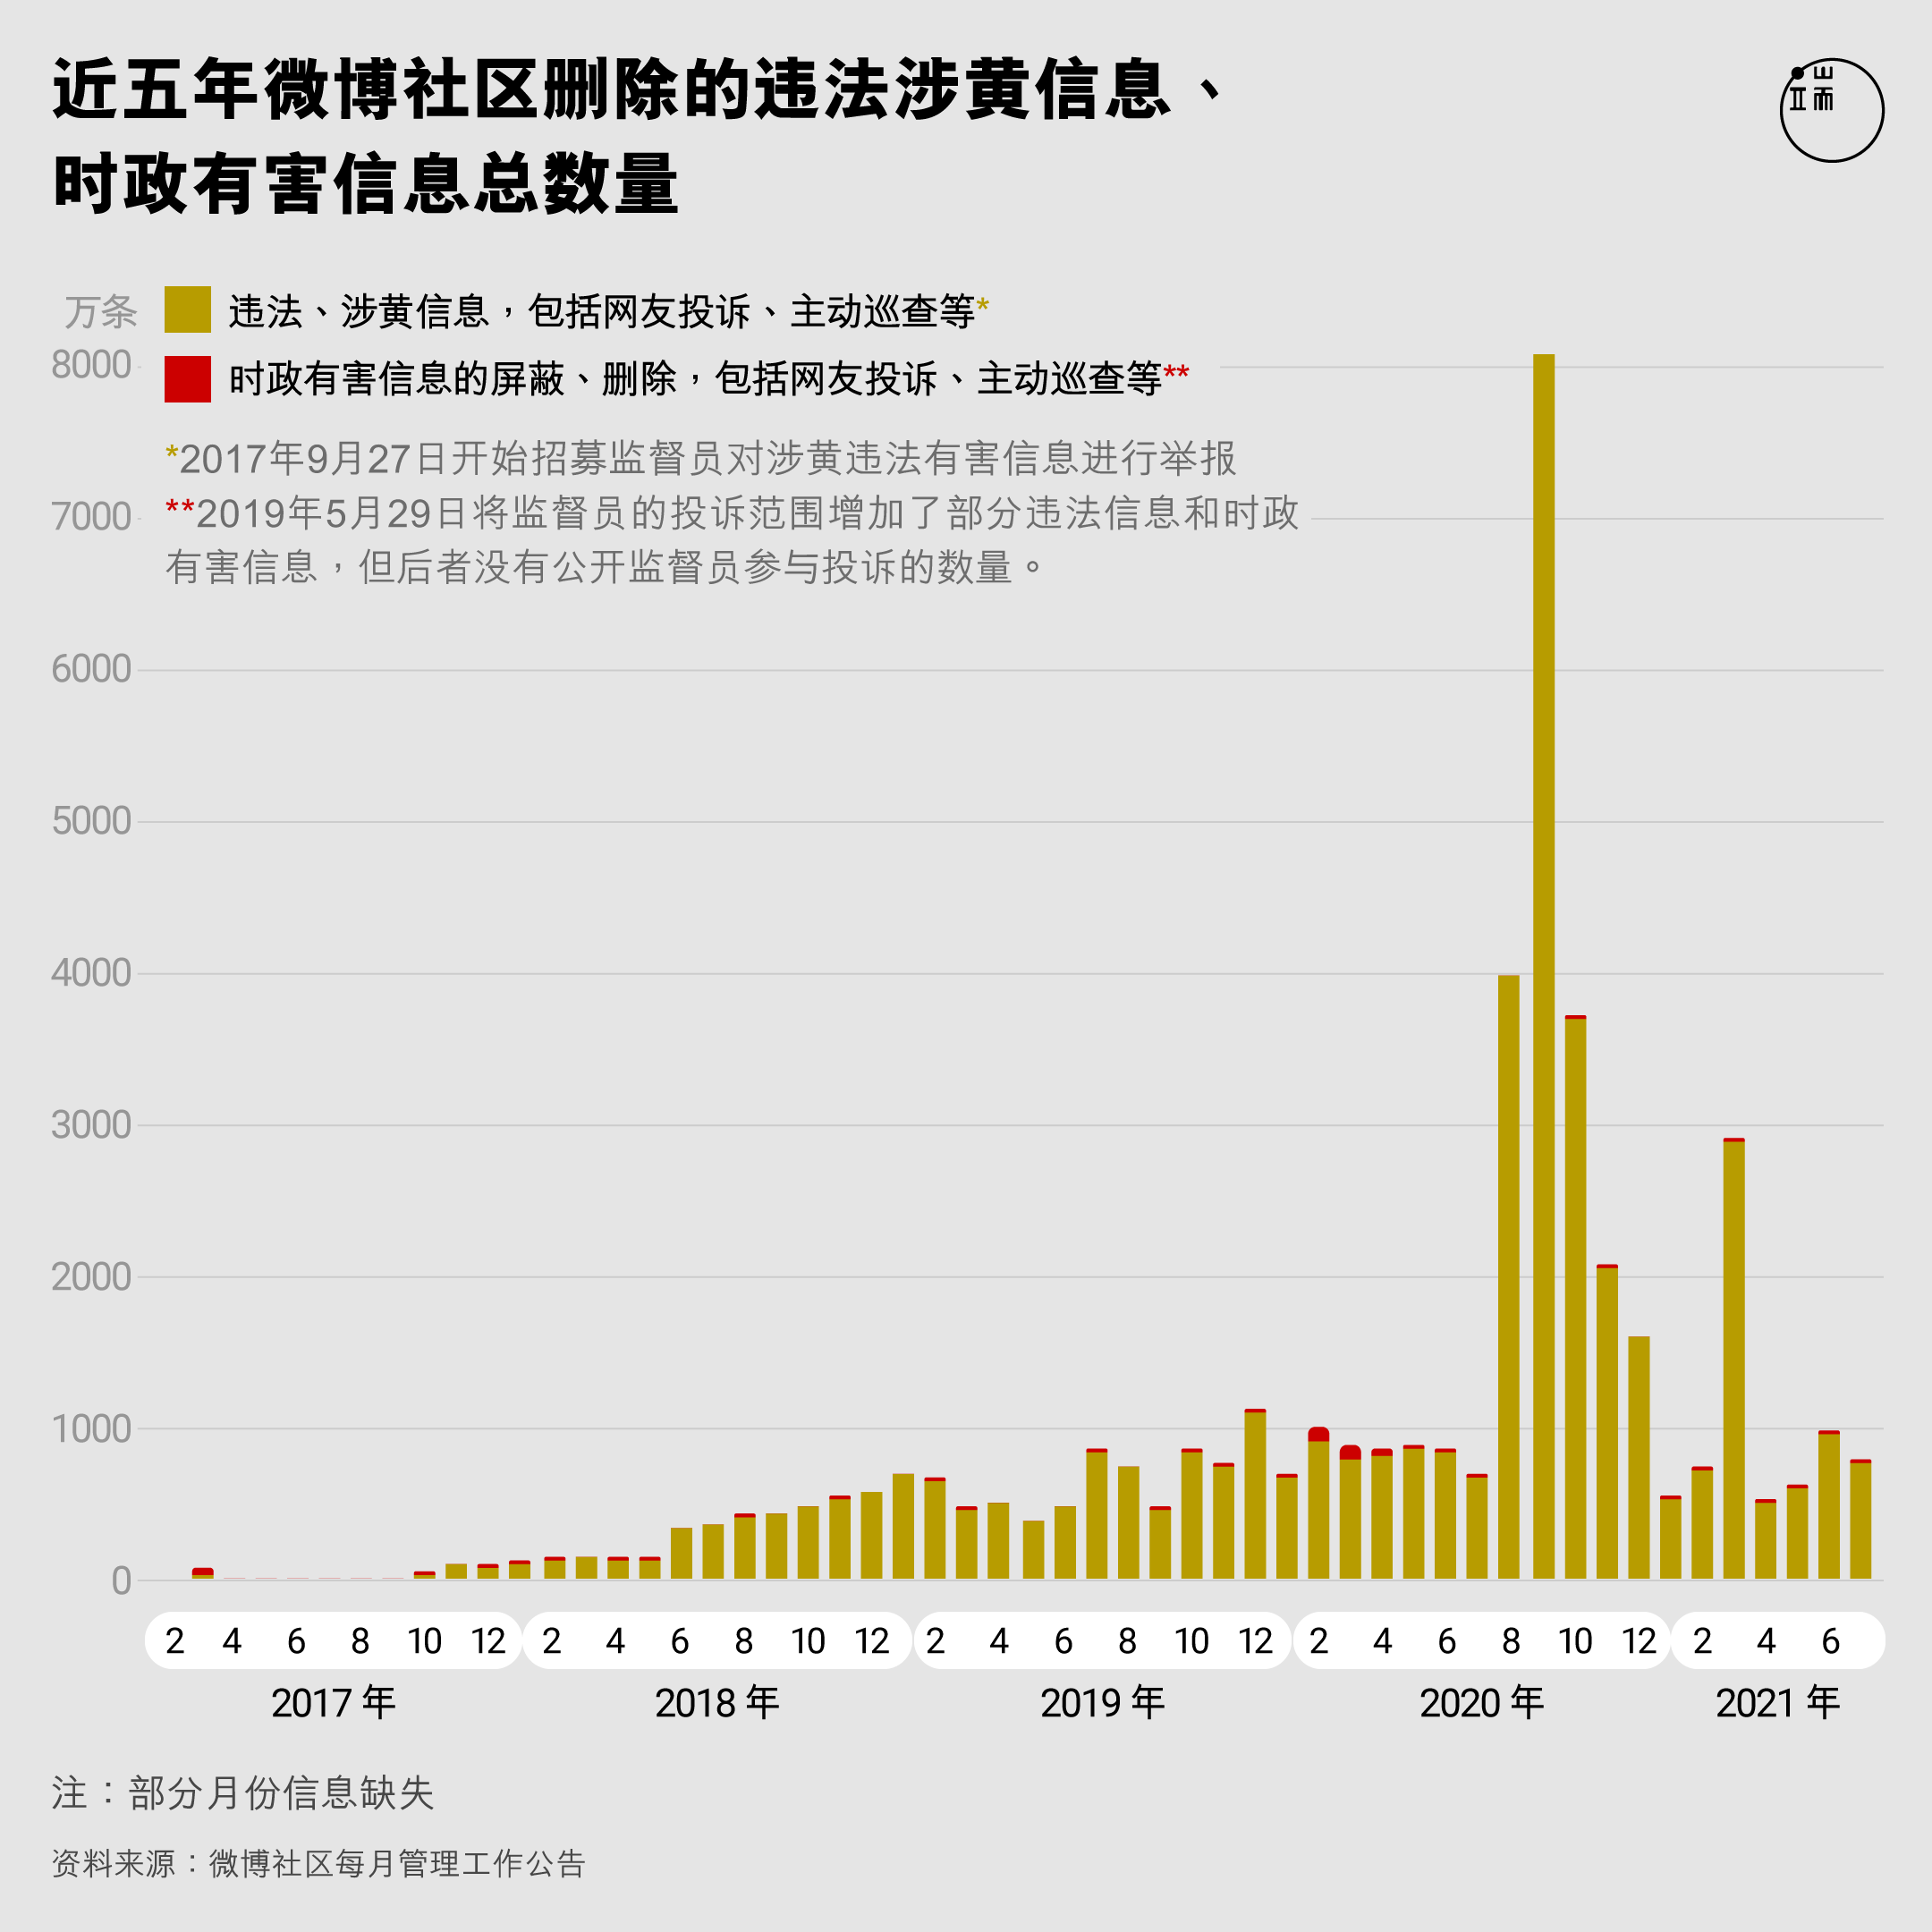 近五年微博社区删除的违法涉黄信息、
时政有害信息总数量
端
万条
违法、涉黄信息，包括网友投诉、主动巡查等*
8000
时政有害信息的屏蔽、删除，包括网友投诉、主动巡查等**
*2017年9月27日开始招募监督员对涉黄违法有害信息进行举报
7000
**2019年5月29日将监督员的投诉范围增加了部分违法信息和时政
有害信息，但后者没有公开监督员参与投诉的数量。
6000
5000
4000
3000
2000
1000
0
2 4 6 8 10 12 2 4 6 8 10 12 2 4 6 8 10 12 2 4 6 8 10 12 2 4 6
2017 年 2018 年 2019 年 2020 年 2021 年
注：部分月份信息缺失
资料来源：微博社区每月管理工作公告